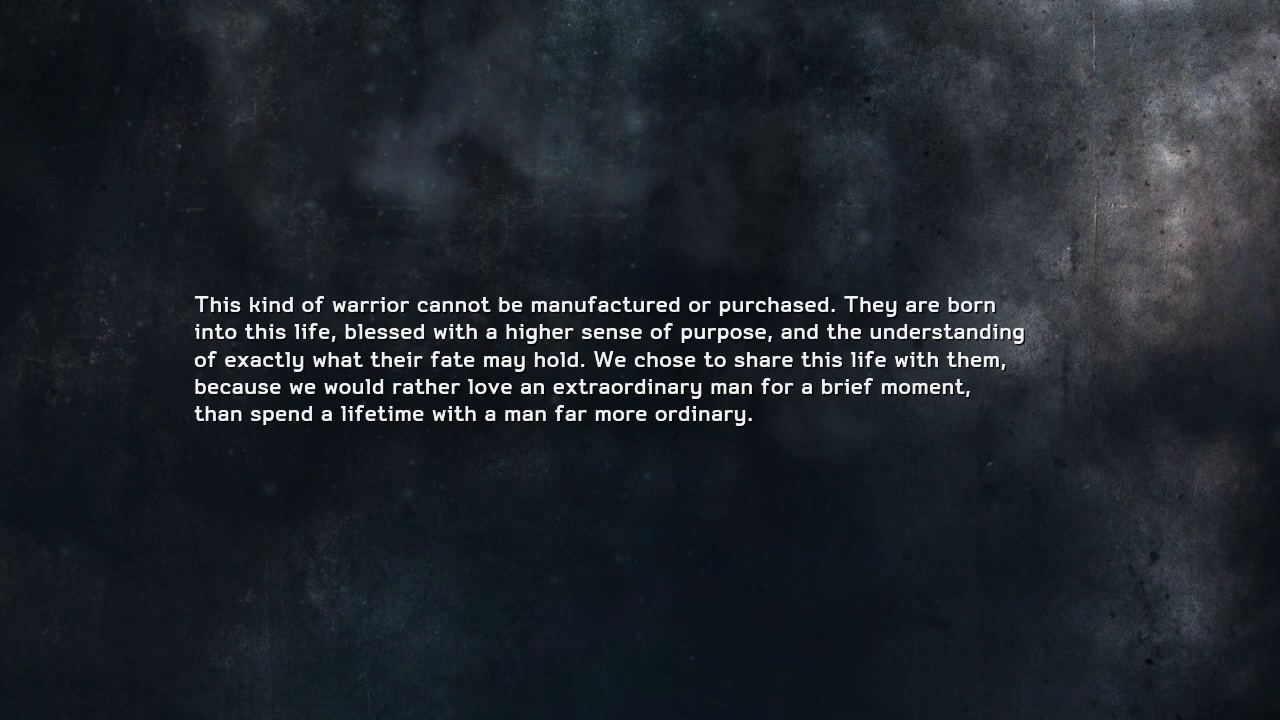 This kind of warrior cannot be manufactured or purchased. They are born
into this life, blessed with a higher sense of purpose, and the understanding
of exactly what their fate may hold. We chose to share this life with them,
because we would rather love an extraordinary man for a brief moment,
than spend a lifetime with a man far more ordinary.